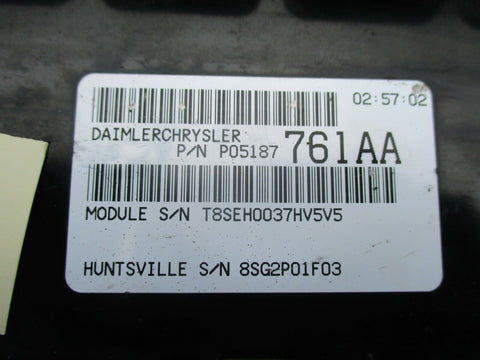 02:57:02
DAIMLERCHRYSLER
P/N P05187 761AA
MODULE S/N T8SEH0037HV5V5
HUNTSVILLE S/N 8SG2P01F03